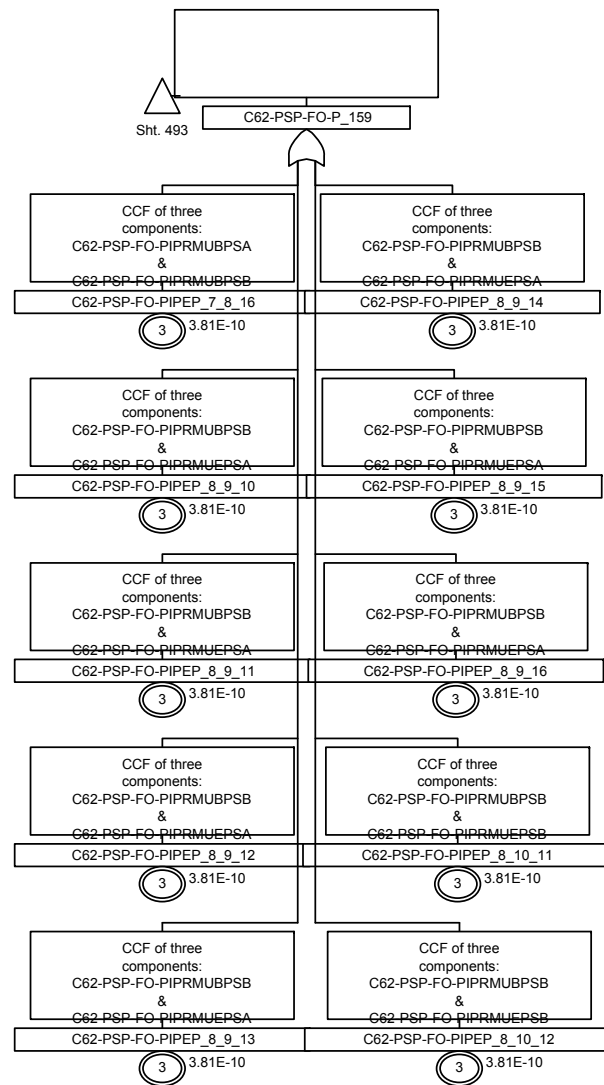 Sht. 493
C62-PSP-FO-P_159
CCF of three
components:
C62-PSP-FO-PIPRMUBPSA
&
C62-PSP-FO-PIPRMUBPSB
C62-PSP-FO-PIPEP_7_8_16
3
3.81E-10
CCF of three
components:
C62-PSP-FO-PIPRMUBPSB
&
C62-PSP-FO-PIPRMUEPSA
C62-PSP-FO-PIPEP_8_9_14
3
3.81E-10
CCF of three
components:
C62-PSP-FO-PIPRMUBPSB
&
C62-PSP-FO-PIPRMUEPSA
C62-PSP-FO-PIPEP_8_9_10
3
3.81E-10
CCF of three
components:
C62-PSP-FO-PIPRMUBPSB
&
C62-PSP-FO-PIPRMUEPSA
C62-PSP-FO-PIPEP_8_9_15
3
3.81E-10
CCF of three
components:
C62-PSP-FO-PIPRMUBPSB
&
C62-PSP-FO-PIPRMUEPSA
C62-PSP-FO-PIPEP_8_9_11
3
3.81E-10
CCF of three
components:
C62-PSP-FO-PIPRMUBPSB
&
C62-PSP-FO-PIPRMUEPSA
C62-PSP-FO-PIPEP_8_9_16
3
3.81E-10
CCF of three
components:
C62-PSP-FO-PIPRMUBPSB
&
C62-PSP-FO-PIPRMUEPSA
C62-PSP-FO-PIPEP_8_9_12
3
3.81E-10
CCF of three
components:
C62-PSP-FO-PIPRMUBPSB
&
C62-PSP-FO-PIPRMUEPSB
C62-PSP-FO-PIPEP_8_10_11
3
3.81E-10
CCF of three
components:
C62-PSP-FO-PIPRMUBPSB
&
C62-PSP-FO-PIPRMUEPSA
C62-PSP-FO-PIPEP_8_9_13
3
3.81E-10
CCF of three
components:
C62-PSP-FO-PIPRMUBPSB
&
C62-PSP-FO-PIPRMUEPSB
C62-PSP-FO-PIPEP_8_10_12
3
3.81E-10